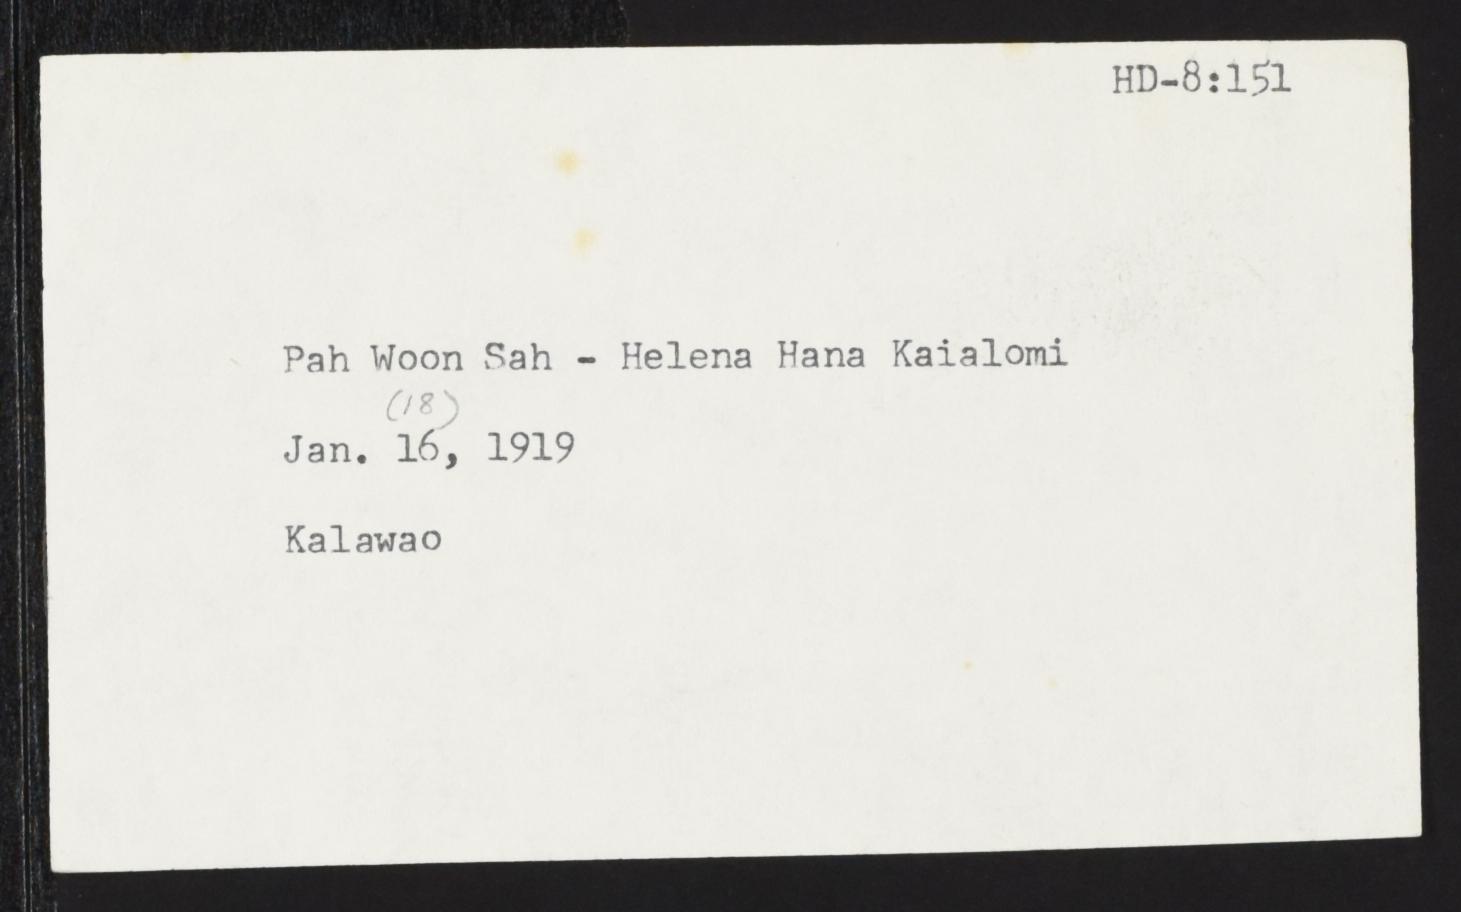 HD-8:151
Pah Woon Sah - Helena Hana Kaialomi
(18)
Jan. 16, 1919
Kalawao